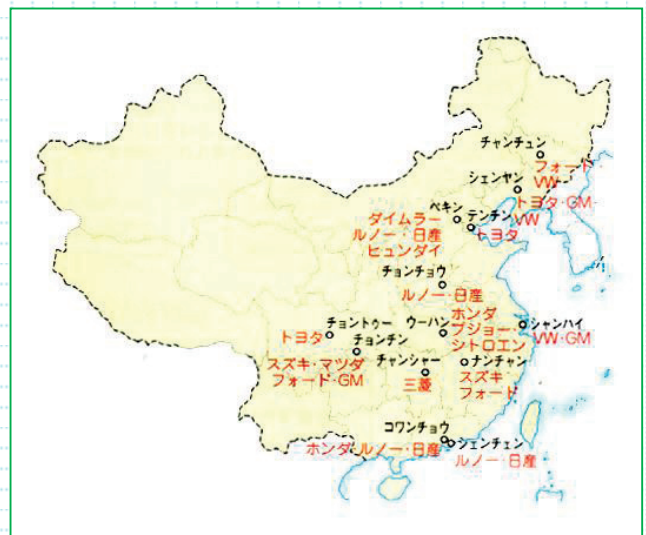 チャンチュン
フォード・
VW
シェンヤン
トヨタ・GM・
VW
ペキン
テンチン
トヨタ
ダイムラー
ルノー・日産
ヒュンダイ
チョンチョウ
ルノー・日産
ホンダ
プジョー・
シトロエン
ウーハン
シャンハイ
VW・GM
チョントゥー
トヨタ
チョンチン
スズキ・マツダ
フォード・GM
チャンシャー
三菱
ナンチャン
スズキ・
フォード
コワンチョウ
ホンダ・ルノー・日産
シェンチェン
ルノー・日産